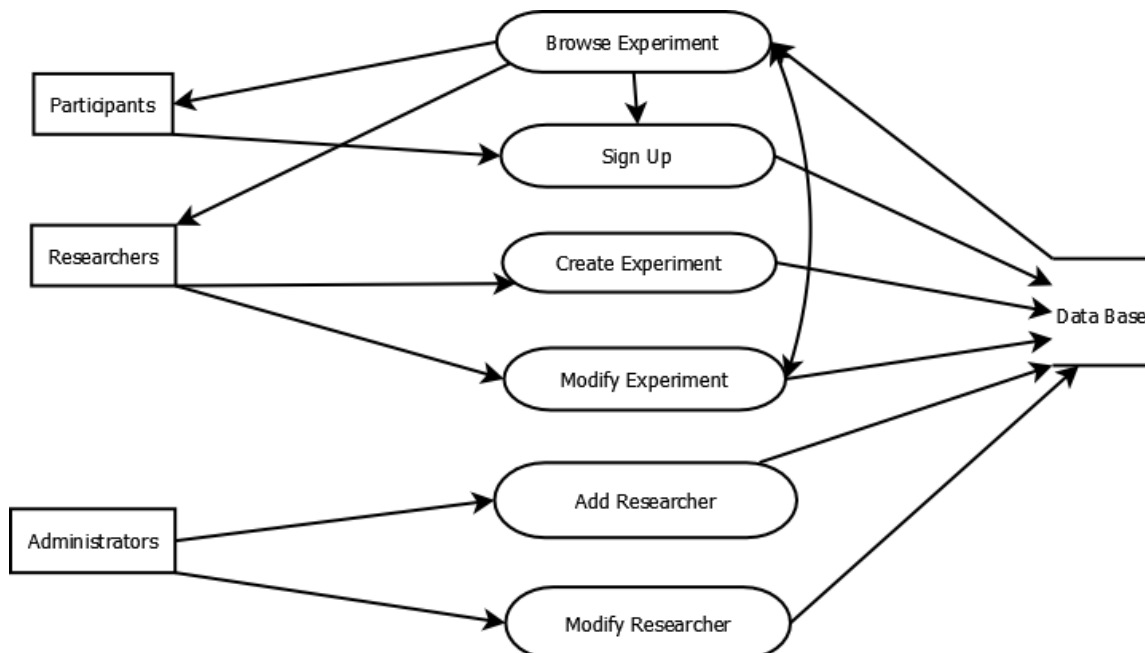 Browse Experiment
Participants
Sign Up
Researchers
Create Experiment
Data Base
Modify Experiment
Add Researcher
Administrators
Modify Researcher